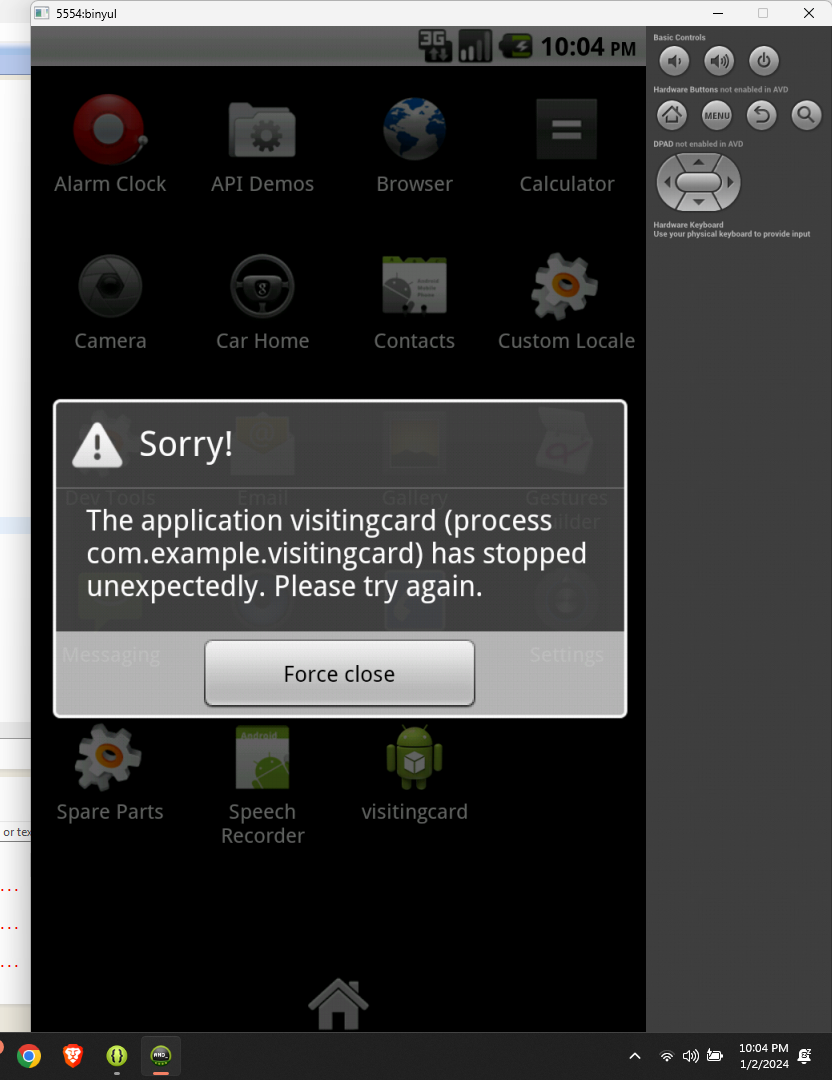 5554:binyul
3G
10:04 PM
Basic Controls
Hardware Buttons not enabled in AVD
MENU
DPAD not enabled in AVD
Hardware Keyboard
Use your physical keyboard to provide input
Alarm Clock
API Demos
Browser
Calculator
Camera
Car Home
Contacts
Custom Locale
Android
Mobile
Phone
Dev Tools
Email
Gallery
Gestures
Builder
Sorry!
The application visitingcard (process
com.example.visitingcard) has stopped
unexpectedly. Please try again.
Messaging
Settings
Force close
Android
Spare Parts
Speech
Recorder
visitingcard
or tex
...
...
...
10:04 PM
1/2/2024